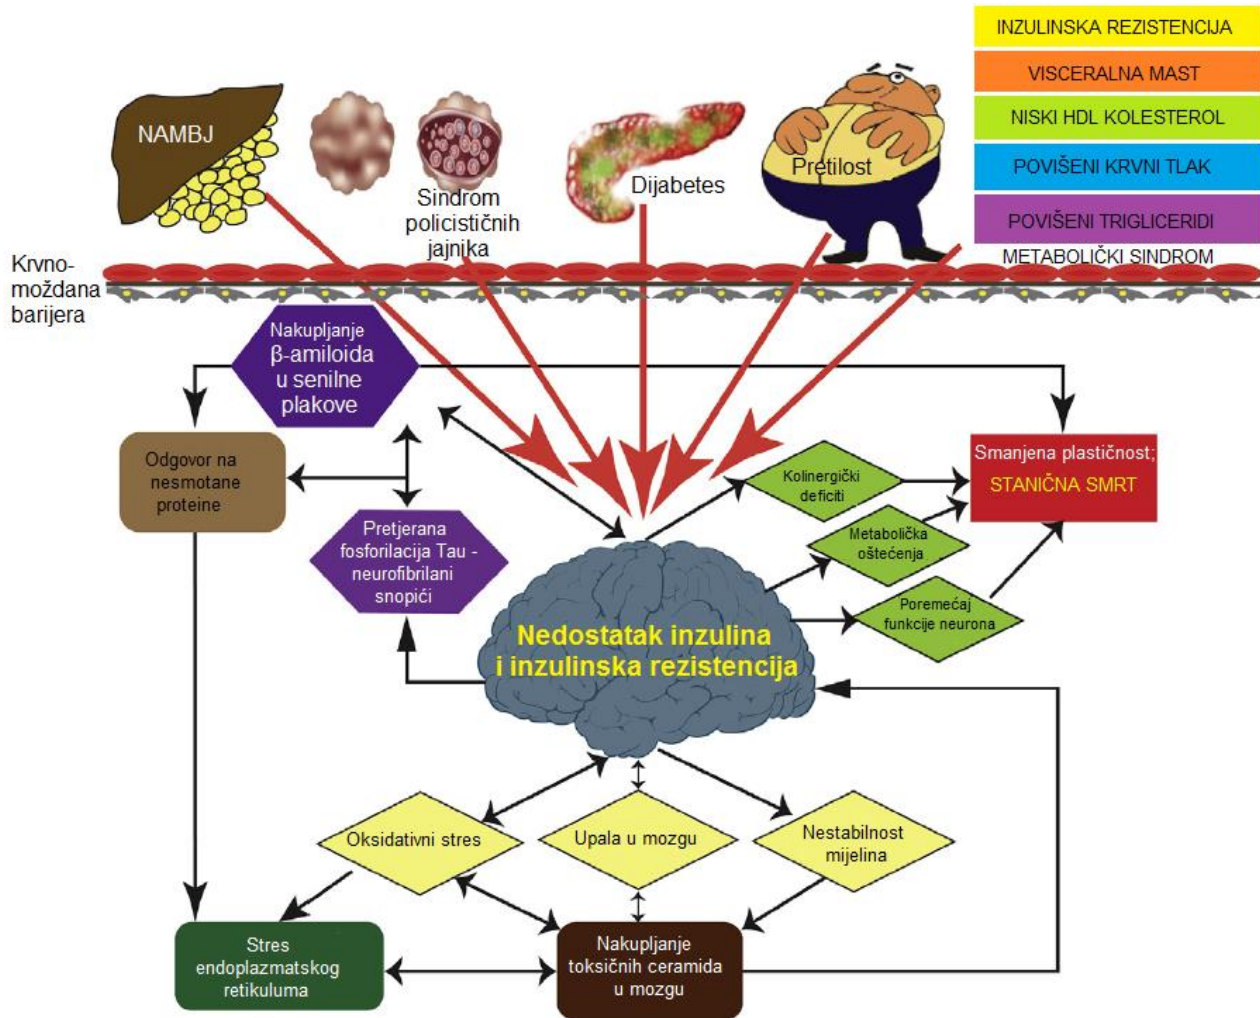 INZULINSKA REZISTENCIJA
VISCERALNA MAST
NISKI HDL KOLESTEROL
POVIŠENI KRVNI TLAK
POVIŠENI TRIGLICERIDI
METABOLIČKI SINDROM
NAMBJ
Sindrom
policističnih
jajnika
Dijabetes
Pretilost
Krvno-
moždana
barijera
Nakupljanje
β-amiloida
u senilne
plakove
Odgovor na
nesmotane
proteine
Pretjerana
fosforilacija Tau -
neurofibrilani
snopići
Kolinergički
deficiti
Metabolička
oštećenja
Poremećaj
funkcije neurona
Smanjena plastičnost;
STANIČNA SMRT
Nedostatak inzulina
i inzulinska rezistencija
Oksidativni stres
Upala u mozgu
Nestabilnost
mijelina
Stres
endoplazmatskog
retikuluma
Nakupljanje
toksičnih ceramida
u mozgu